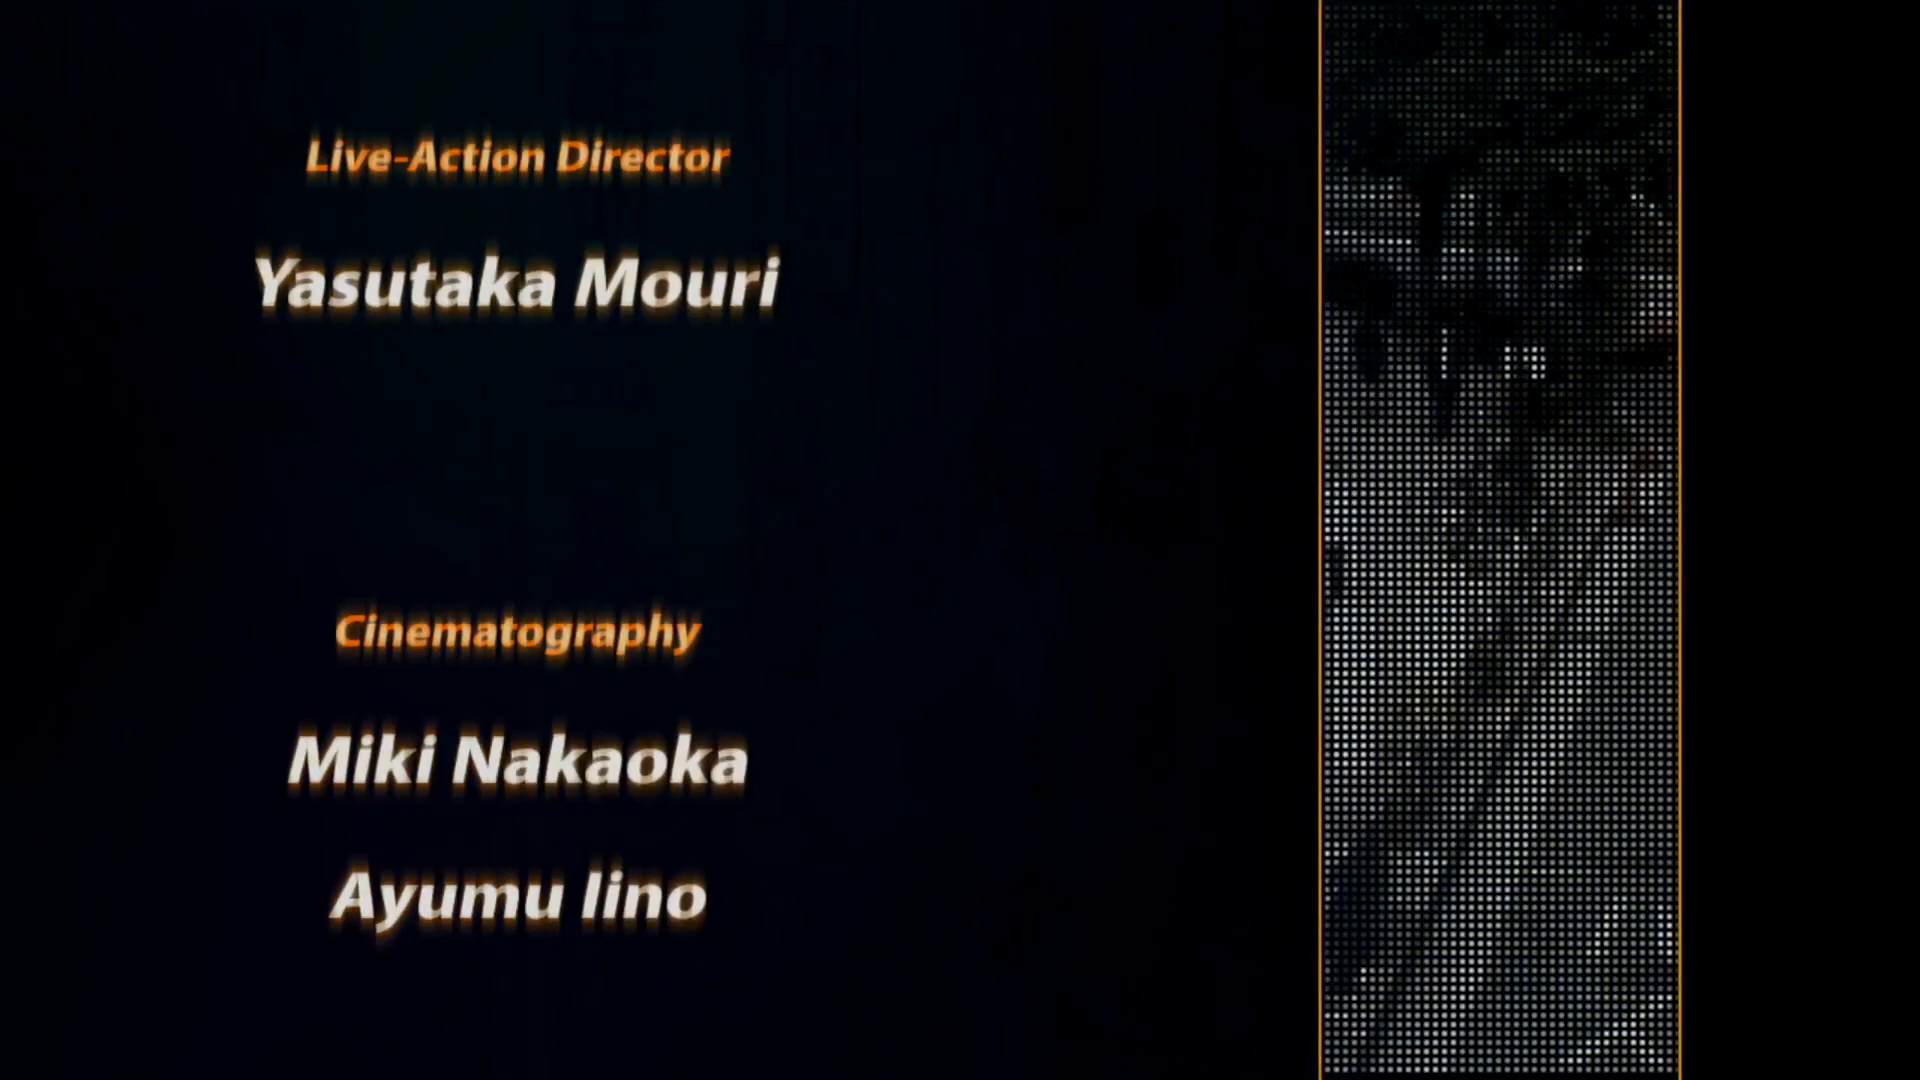 Live-Action Director
Yasutaka Mouri
Cinematography
Miki Nakaoka
Ayumu Iino